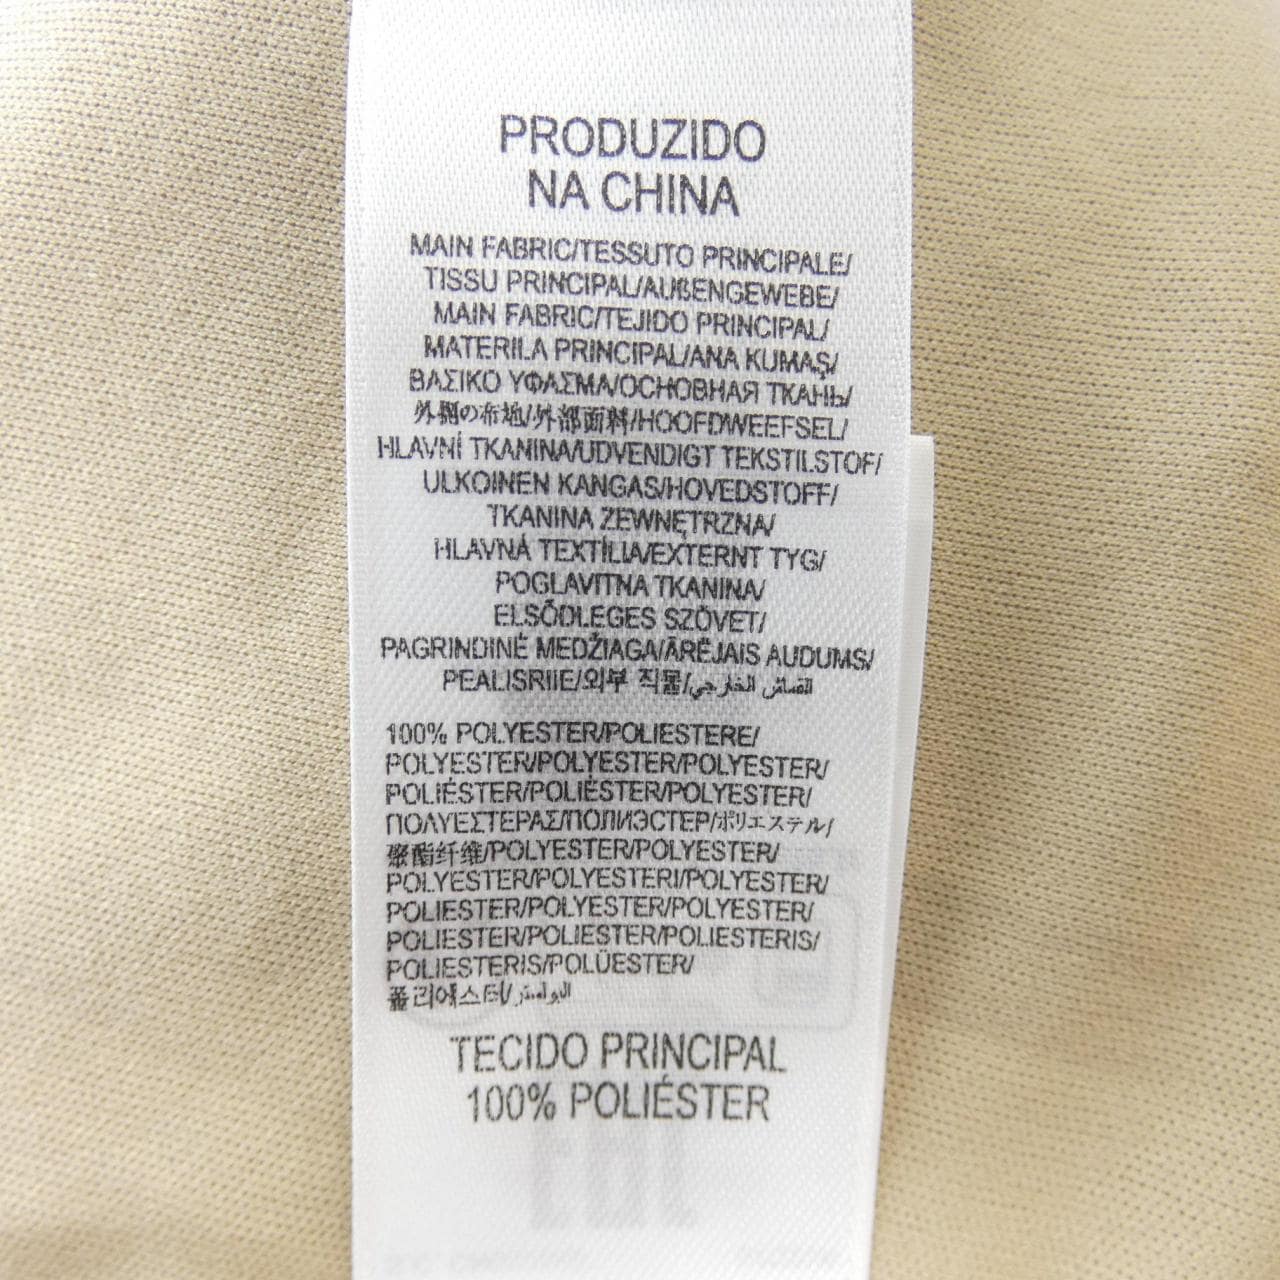 PRODUZIDO
NA CHINA
MAIN FABRIC/TESSUTO PRINCIPALE/
TISSU PRINCIPAL/AUßENGEWEBE/
MAIN FABRIC/TEJIDO PRINCIPAL/
MATERILA PRINCIPAL/ANA KUMAŞ/
ΒΑΣΙΚΟ ΥΦΑΣΜΑ/ОСНОВНАЯ ТКАНЬ/
外側の布地/外部面料/HOOFDWEEFSEL/
HLAVNÍ TKANINA/UDVENDIGT TEKSTILSTOF/
ULKOINEN KANGAS/HOVEDSTOFF/
TKANINA ZEWNĘTRZNA/
HLAVNÁ TEXTÍLIA/EXTERNT TYG/
POGLAVITNA TKANINA/
ELSŐDLEGES SZÖVET/
PAGRINDINĖ MEDŽIAGA/ĀRĒJAIS AUDUMS/
PEALISRIIE/외부 직물/القماش الخارجي
100% POLYESTER/POLIESTERE/
POLYESTER/POLYESTER/POLYESTER/
POLIÉSTER/POLIÉSTER/POLYESTER/
ΠΟΛΥΕΣΤΕΡΑΣ/ПОЛИЭСТЕР/ポリエステル/
聚酯纤维/POLYESTER/POLYESTER/
POLYESTER/POLYESTERI/POLYESTER/
POLIESTER/POLYESTER/POLYESTER/
POLIESTER/POLIESTER/POLIESTERIS/
POLIESTERIS/POLÜESTER/
폴리에스터/البوليستر
TECIDO PRINCIPAL
100% POLIÉSTER